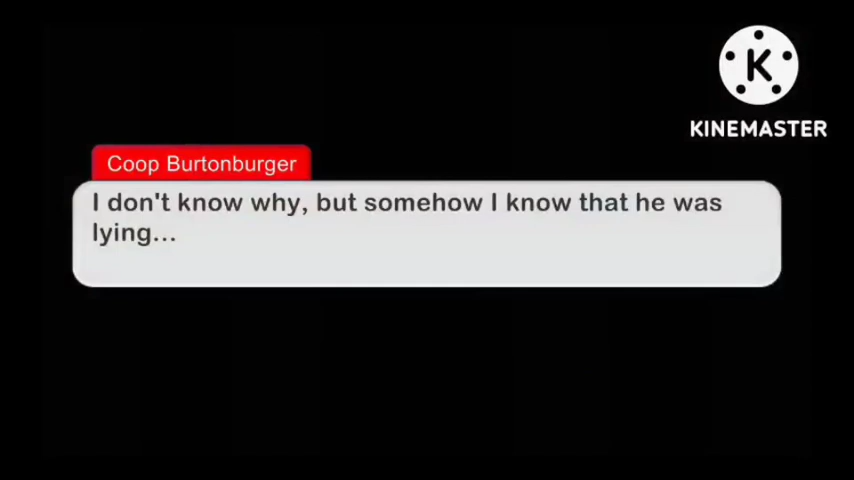 KINEMASTER
Coop Burtonburger
I don't know why, but somehow I know that he was
lying...